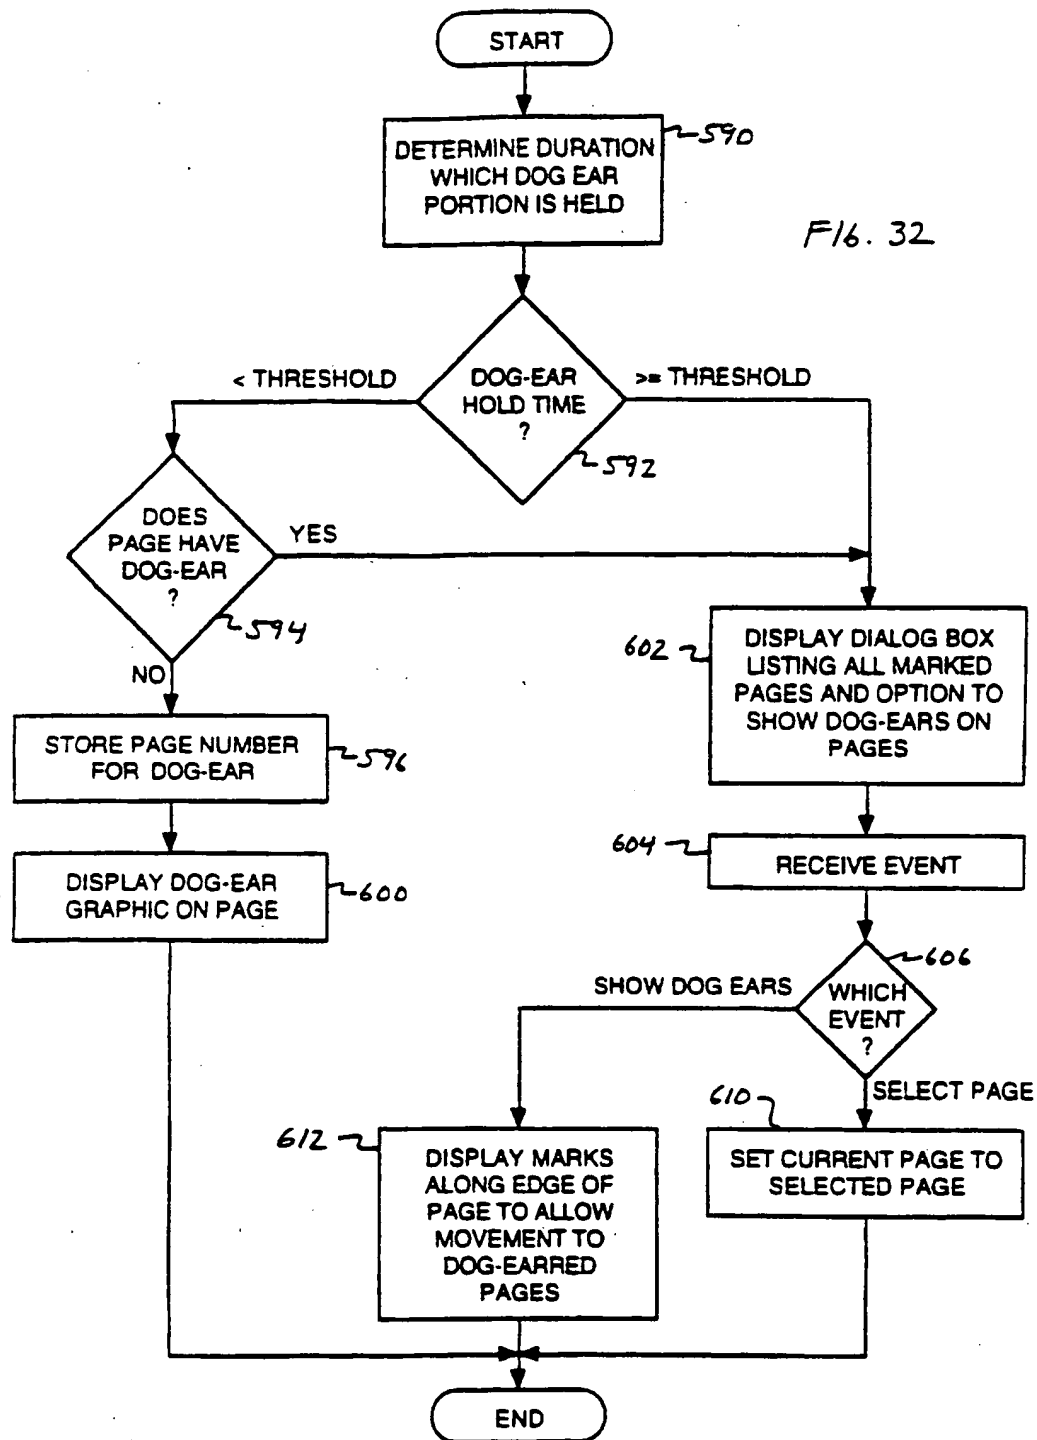 START
DETERMINE DURATION
WHICH DOG EAR
PORTION IS HELD
590
FIG. 32
< THRESHOLD
DOG-EAR
HOLD TIME
?
>= THRESHOLD
592
DOES
PAGE HAVE
DOG-EAR
?
YES
594
NO
602
DISPLAY DIALOG BOX
LISTING ALL MARKED
PAGES AND OPTION TO
SHOW DOG-EARS ON
PAGES
STORE PAGE NUMBER
FOR DOG-EAR
596
604
RECEIVE EVENT
DISPLAY DOG-EAR
GRAPHIC ON PAGE
600
606
SHOW DOG EARS
WHICH
EVENT
?
SELECT PAGE
610
612
DISPLAY MARKS
ALONG EDGE OF
PAGE TO ALLOW
MOVEMENT TO
DOG-EARRED
PAGES
SET CURRENT PAGE TO
SELECTED PAGE
END